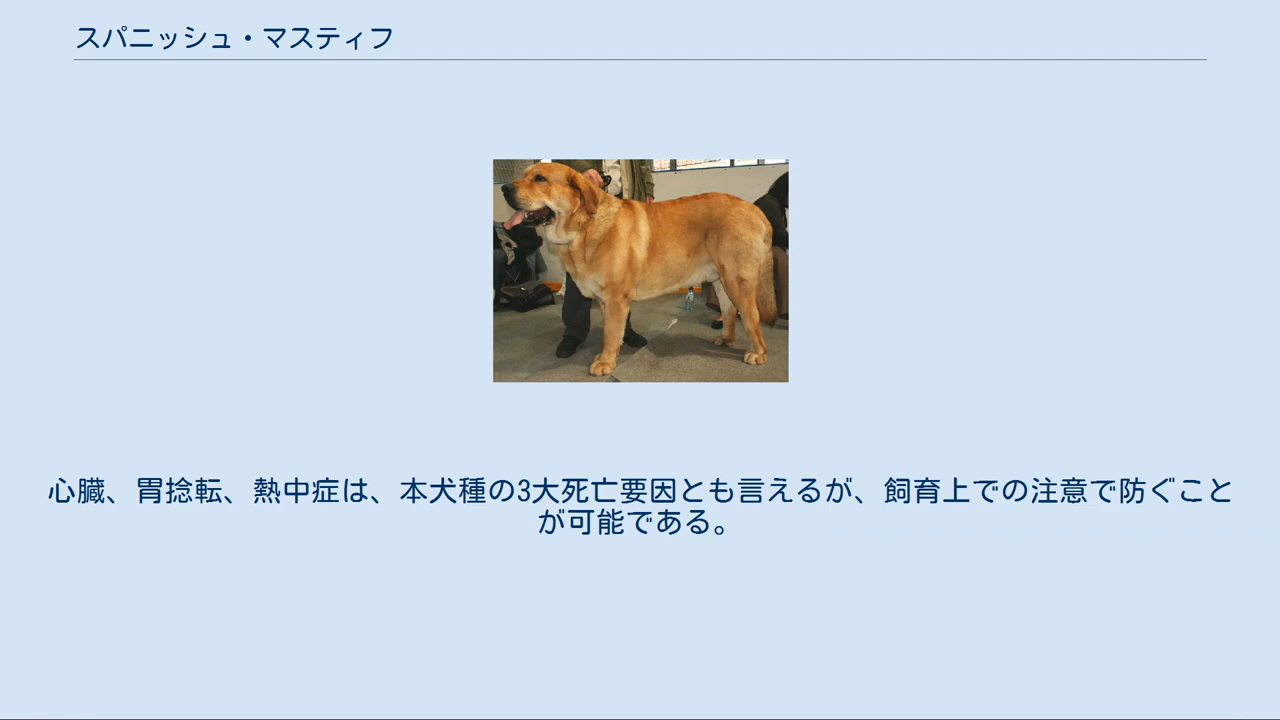 スパニッシュ・マスティフ
心臓、胃捻転、熱中症は、本犬種の3大死亡要因とも言えるが、飼育上での注意で防ぐこと
が可能である。